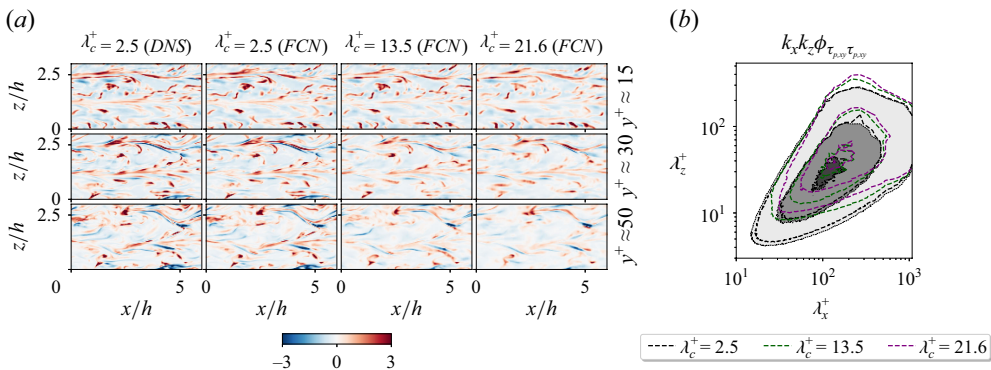 (a)
λc+ = 2.5 (DNS) λc+ = 2.5 (FCN) λc+ = 13.5 (FCN) λc+ = 21.6 (FCN)
z/h 2.5 0 y+ ≈ 15
z/h 2.5 0 y+ ≈ 30
z/h 2.5 y+ ≈ 50
0 5 0 5 0 5 0 5
x/h x/h x/h x/h
−3 0 3
(b)
kxkzϕτp,xyτp,xy
λz+
10²
10¹
10¹ 10² 10³
λx+
λc+ = 2.5 λc+ = 13.5 λc+ = 21.6